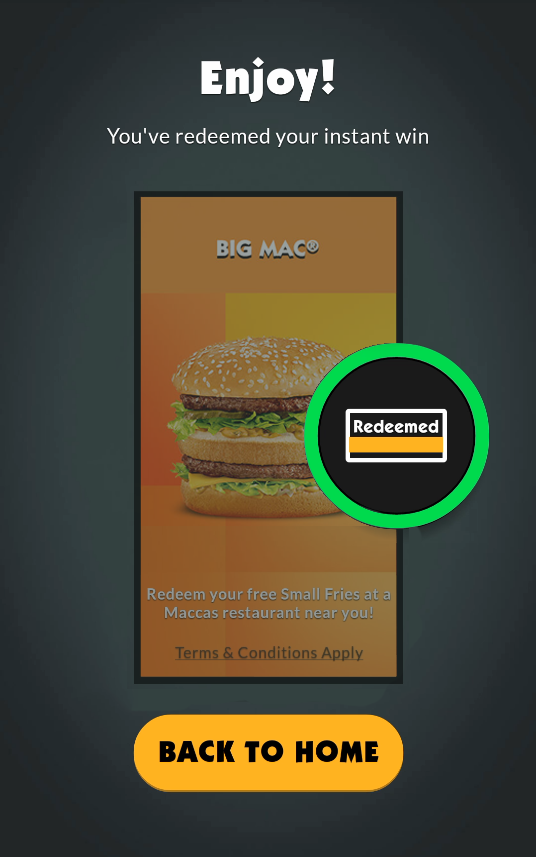 Enjoy!
You've redeemed your instant win
BIG MAC®
Redeemed
Redeem your free Small Fries at a
Maccas restaurant near you!
Terms & Conditions Apply
BACK TO HOME